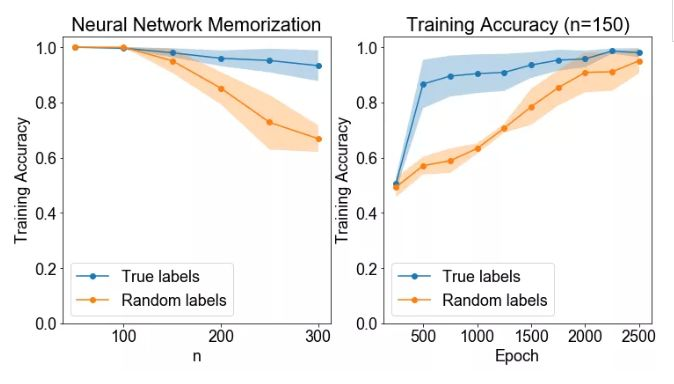 Neural Network Memorization
Training Accuracy
1.0
0.8
0.6
0.4
0.2
0.0
True labels
Random labels
100
200
300
n
Training Accuracy (n=150)
Training Accuracy
1.0
0.8
0.6
0.4
0.2
0.0
True labels
Random labels
500
1000
1500
2000
2500
Epoch